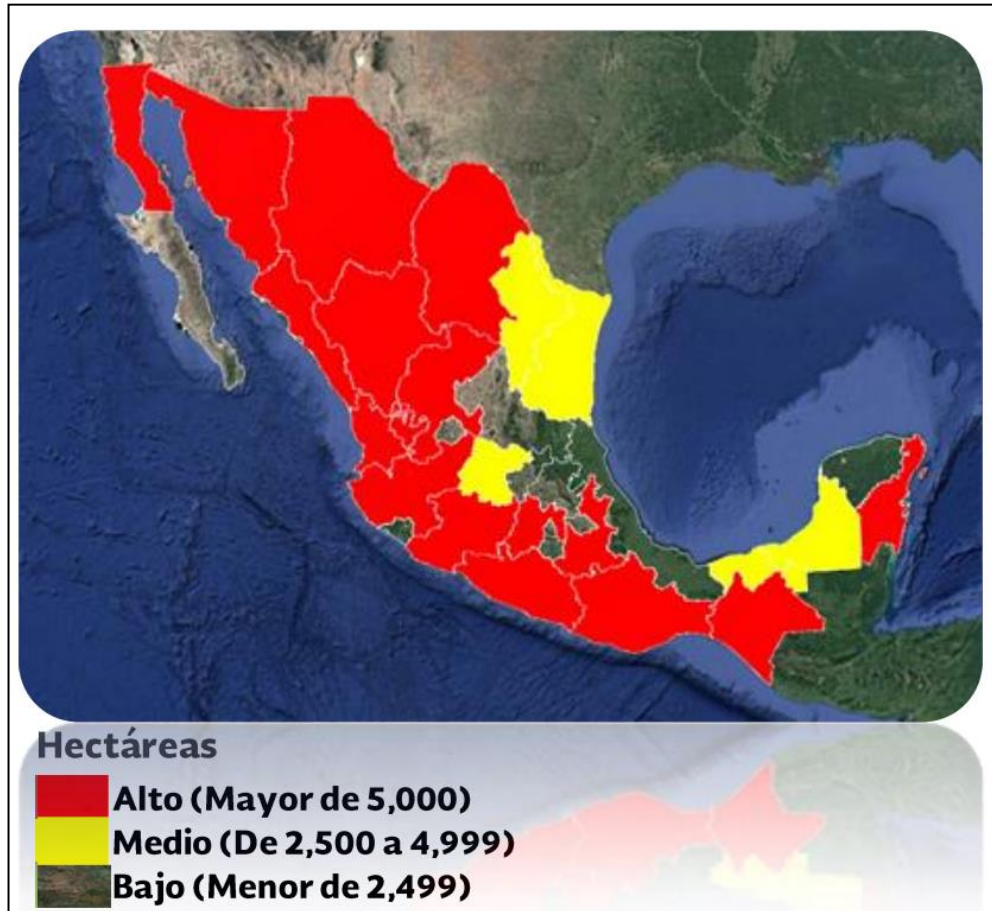 Hectáreas
Alto (Mayor de 5,000)
Medio (De 2,500 a 4,999)
Bajo (Menor de 2,499)